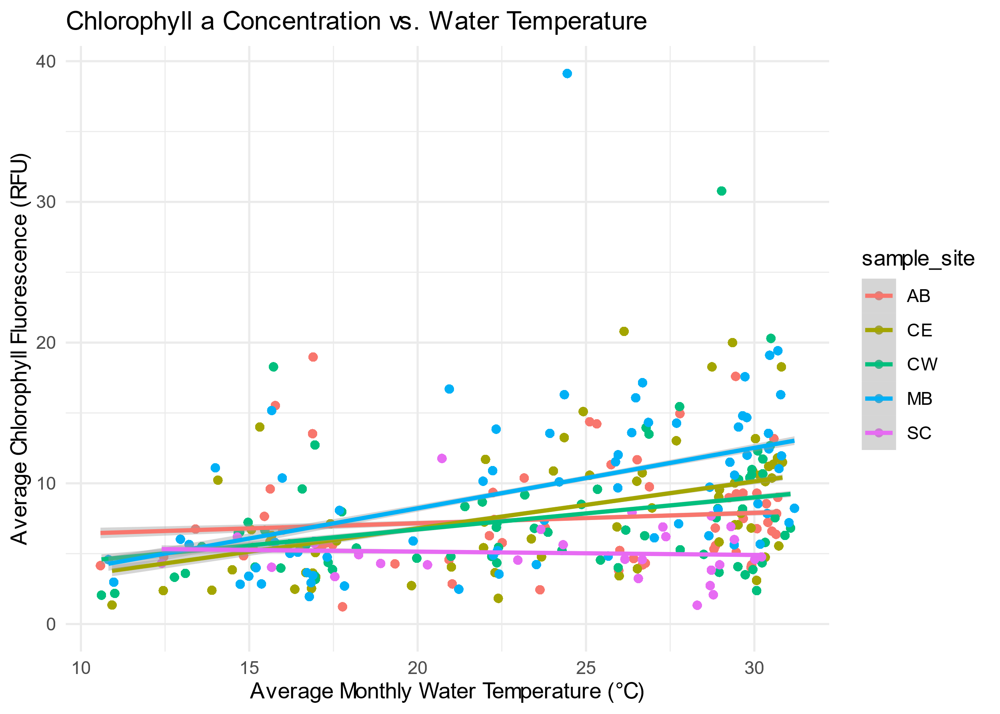 Chlorophyll a Concentration vs. Water Temperature
Average Chlorophyll Fluorescence (RFU)
40
30
20
10
0
10 15 20 25 30
Average Monthly Water Temperature (°C)
sample_site
AB
CE
CW
MB
SC